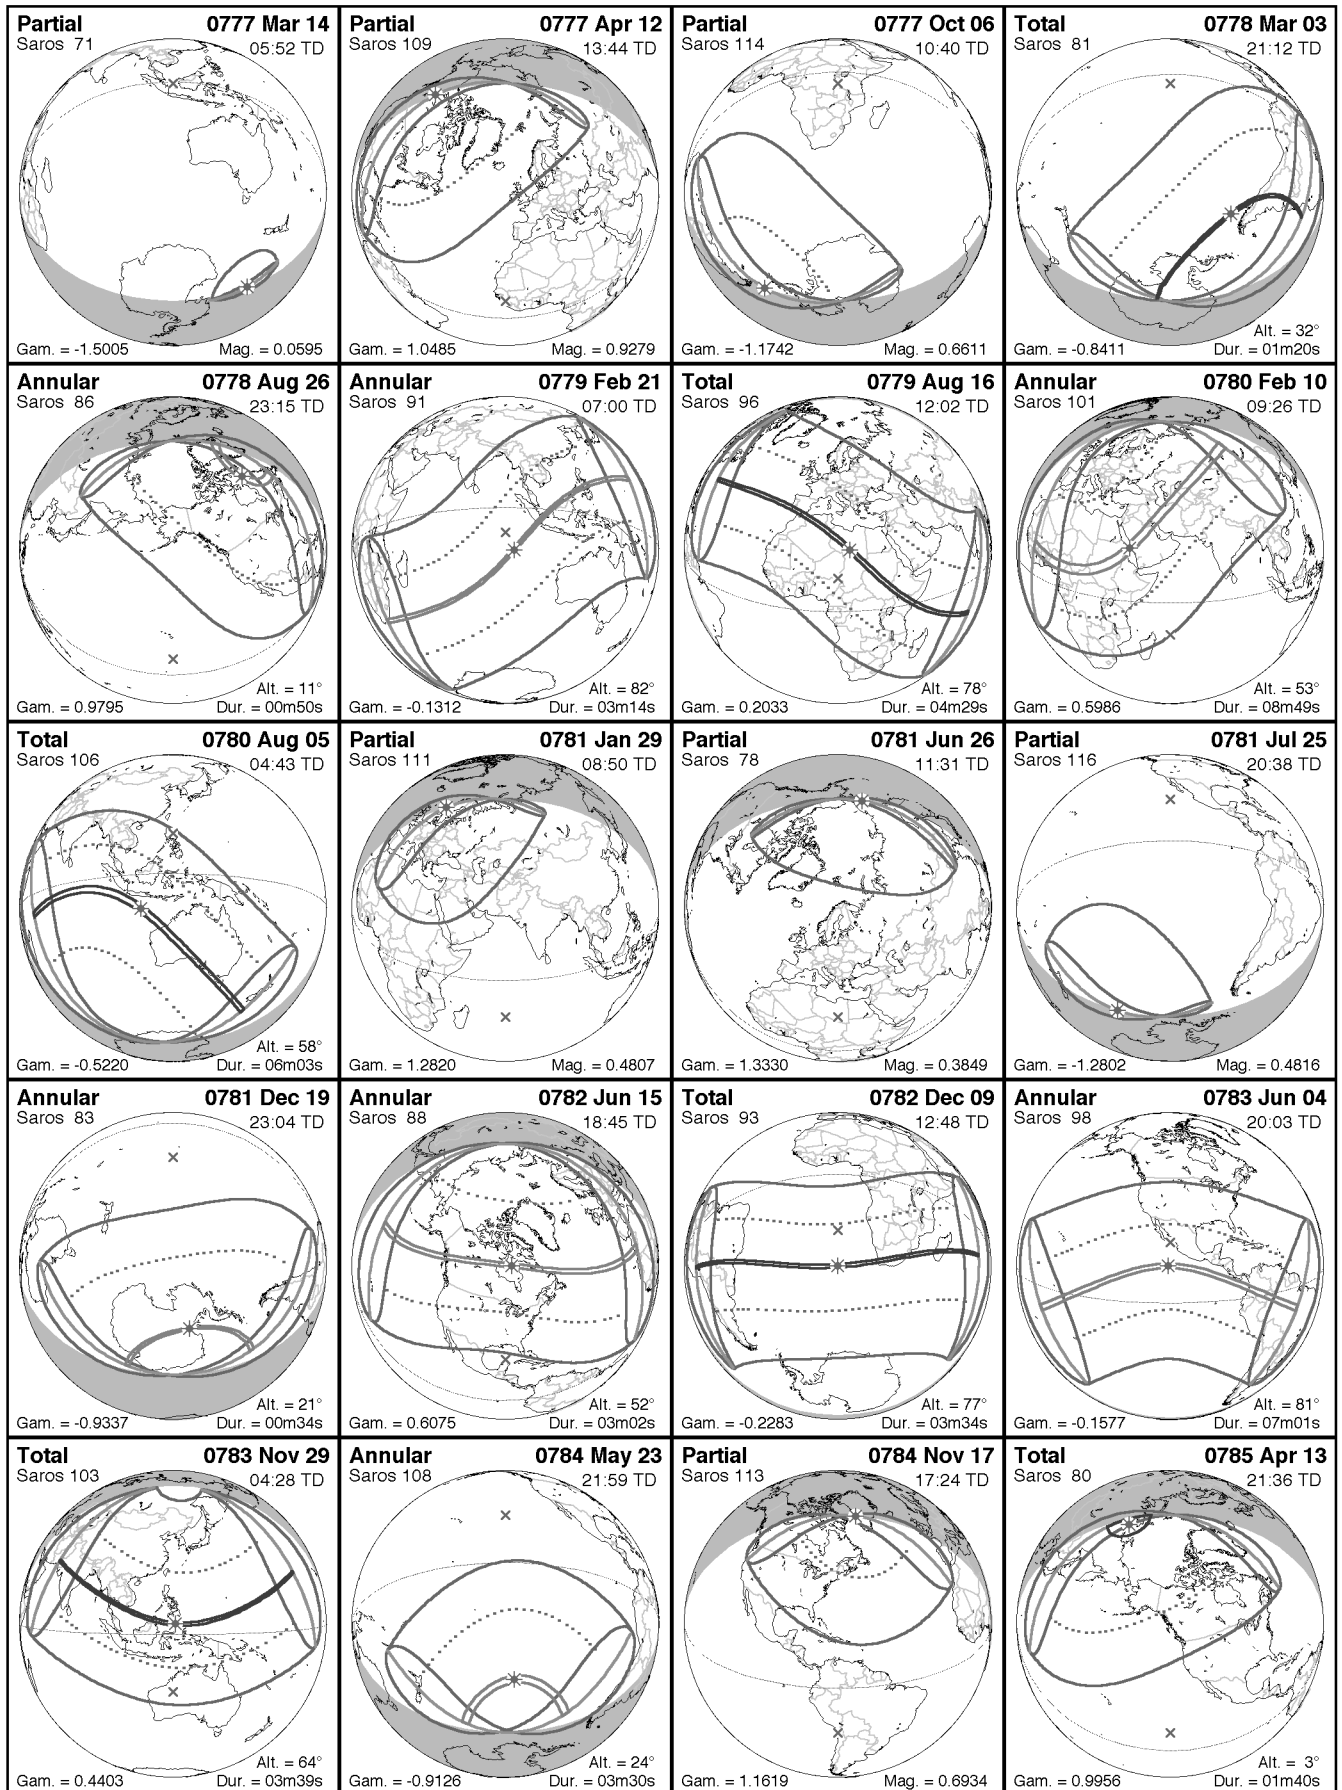 Partial 0777 Mar 14
Saros 71 05:52 TD
Gam. = -1.5005 Mag. = 0.0595
Partial 0777 Apr 12
Saros 109 13:44 TD
Gam. = 1.0485 Mag. = 0.9279
Partial 0777 Oct 06
Saros 114 10:40 TD
Gam. = -1.1742 Mag. = 0.6611
Total 0778 Mar 03
Saros 81 21:12 TD
Alt. = 32°
Gam. = -0.8411 Dur. = 01m20s
Annular 0778 Aug 26
Saros 86 23:15 TD
Alt. = 11°
Gam. = 0.9795 Dur. = 00m50s
Annular 0779 Feb 21
Saros 91 07:00 TD
Alt. = 82°
Gam. = -0.1312 Dur. = 03m14s
Total 0779 Aug 16
Saros 96 12:02 TD
Alt. = 78°
Gam. = 0.2033 Dur. = 04m29s
Annular 0780 Feb 10
Saros 101 09:26 TD
Alt. = 53°
Gam. = 0.5986 Dur. = 08m49s
Total 0780 Aug 05
Saros 106 04:43 TD
Alt. = 58°
Gam. = -0.5220 Dur. = 06m03s
Partial 0781 Jan 29
Saros 111 08:50 TD
Gam. = 1.2820 Mag. = 0.4807
Partial 0781 Jun 26
Saros 78 11:31 TD
Gam. = 1.3330 Mag. = 0.3849
Partial 0781 Jul 25
Saros 116 20:38 TD
Gam. = -1.2802 Mag. = 0.4816
Annular 0781 Dec 19
Saros 83 23:04 TD
Alt. = 21°
Gam. = -0.9337 Dur. = 00m34s
Annular 0782 Jun 15
Saros 88 18:45 TD
Alt. = 52°
Gam. = 0.6075 Dur. = 03m02s
Total 0782 Dec 09
Saros 93 12:48 TD
Alt. = 77°
Gam. = -0.2283 Dur. = 03m34s
Annular 0783 Jun 04
Saros 98 20:03 TD
Alt. = 81°
Gam. = -0.1577 Dur. = 07m01s
Total 0783 Nov 29
Saros 103 04:28 TD
Alt. = 64°
Gam. = 0.4403 Dur. = 03m39s
Annular 0784 May 23
Saros 108 21:59 TD
Alt. = 24°
Gam. = -0.9126 Dur. = 03m30s
Partial 0784 Nov 17
Saros 113 17:24 TD
Gam. = 1.1619 Mag. = 0.6934
Total 0785 Apr 13
Saros 80 21:36 TD
Alt. = 3°
Gam. = 0.9956 Dur. = 01m40s